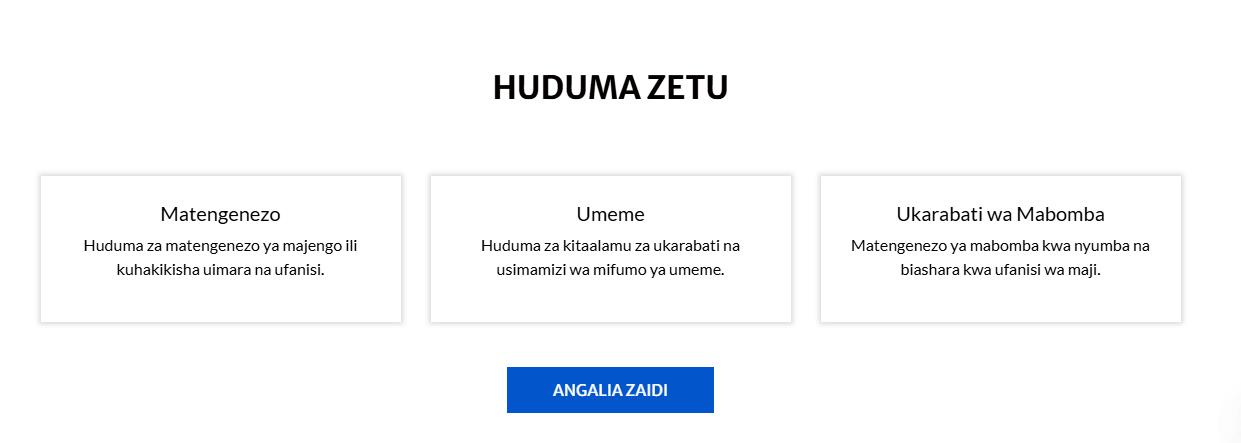 HUDUMA ZETU
Matengenezo
Huduma za matengenezo ya majengo ili
kuhakikisha uimara na ufanisi.
Umeme
Huduma za kitaalamu za ukarabati na
usimamizi wa mifumo ya umeme.
Ukarabati wa Mabomba
Matengenezo ya mabomba kwa nyumba na
biashara kwa ufanisi wa maji.
ANGALIA ZAIDI